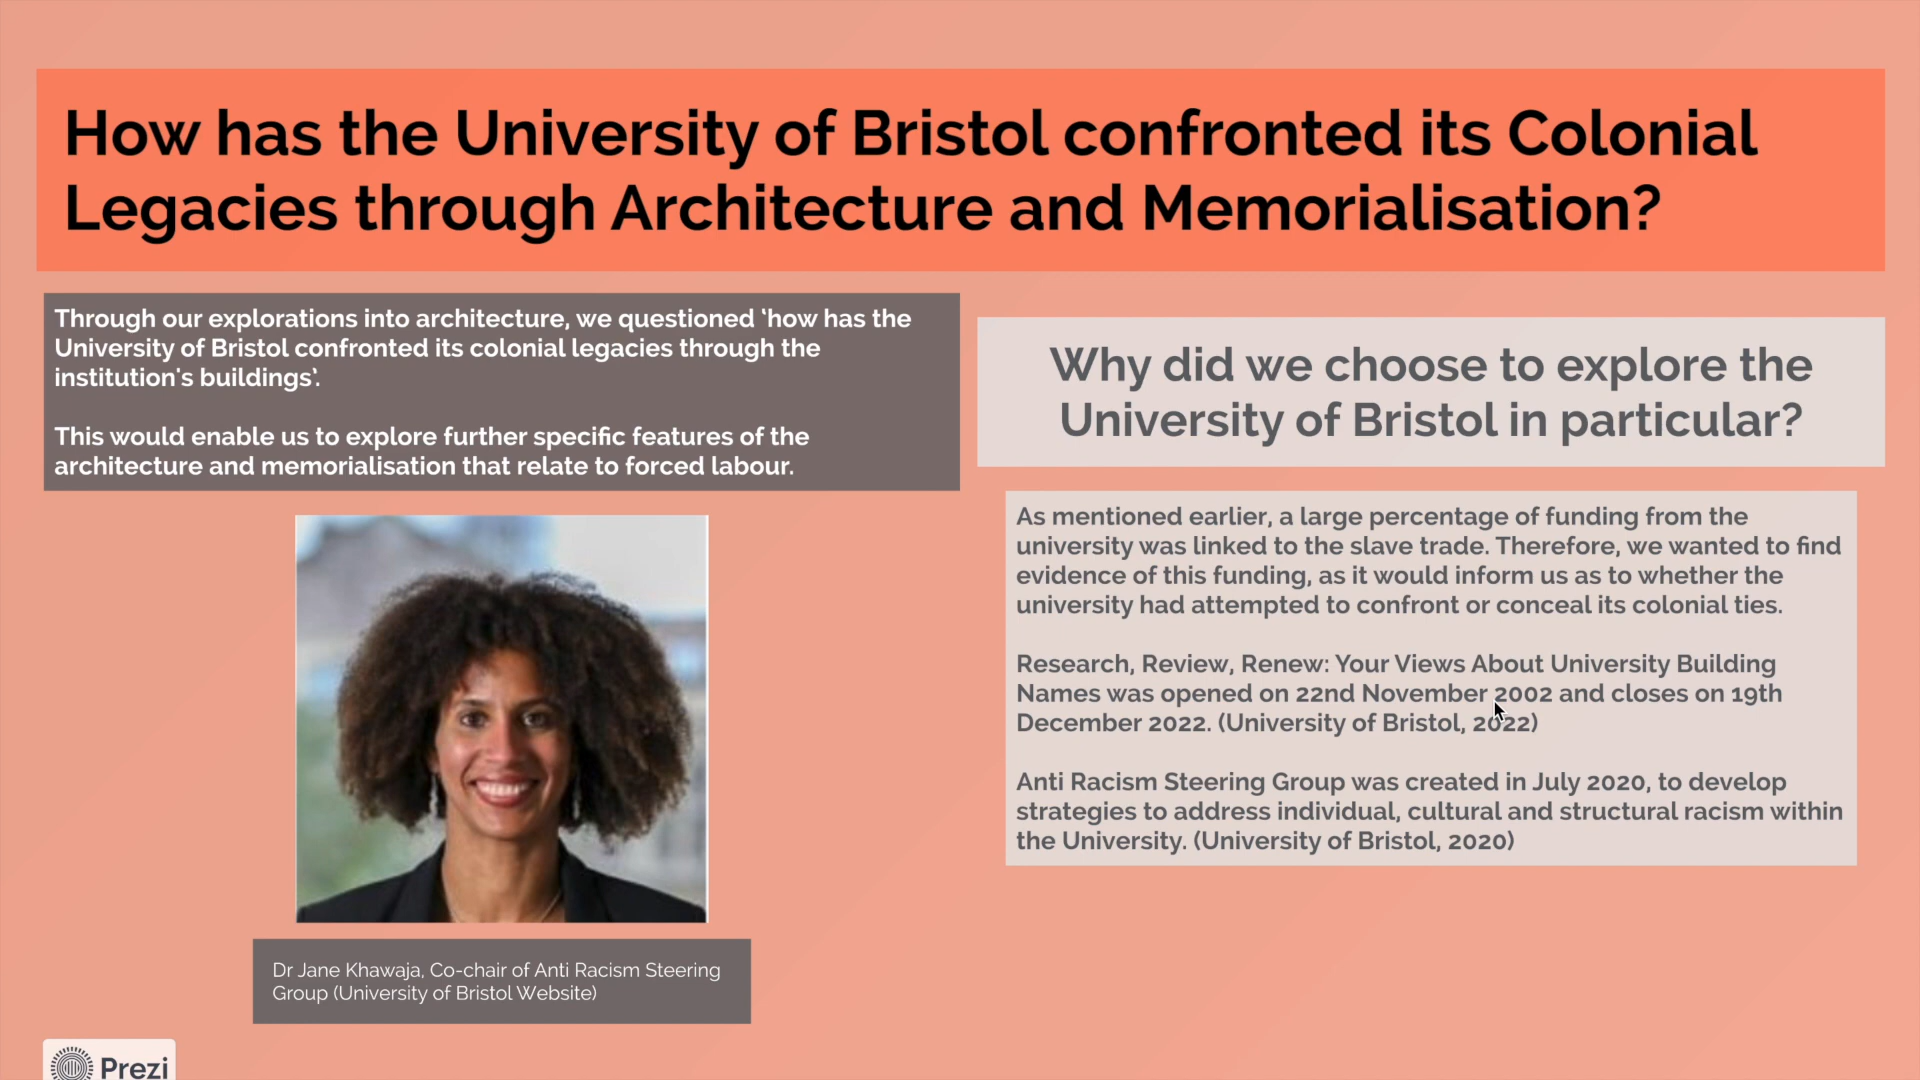 How has the University of Bristol confronted its Colonial
Legacies through Architecture and Memorialisation?
Through our explorations into architecture, we questioned ‘how has the
University of Bristol confronted its colonial legacies through the
institution's buildings’.
This would enable us to explore further specific features of the
architecture and memorialisation that relate to forced labour.
Dr Jane Khawaja, Co-chair of Anti Racism Steering
Group (University of Bristol Website)
Why did we choose to explore the
University of Bristol in particular?
As mentioned earlier, a large percentage of funding from the
university was linked to the slave trade. Therefore, we wanted to find
evidence of this funding, as it would inform us as to whether the
university had attempted to confront or conceal its colonial ties.
Research, Review, Renew: Your Views About University Building
Names was opened on 22nd November 2002 and closes on 19th
December 2022. (University of Bristol, 2022)
Anti Racism Steering Group was created in July 2020, to develop
strategies to address individual, cultural and structural racism within
the University. (University of Bristol, 2020)
Prezi